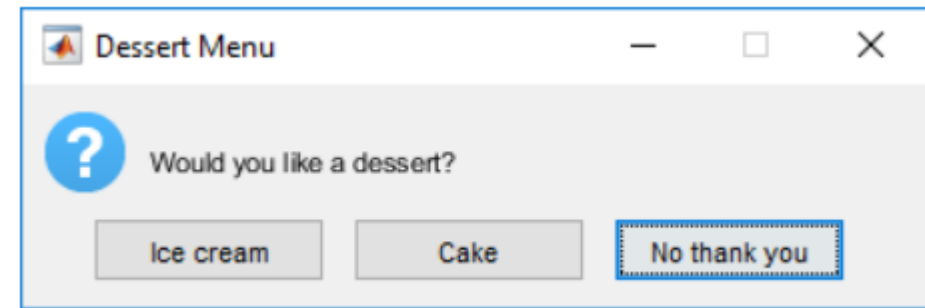 Dessert Menu
Would you like a dessert?
Ice cream Cake No thank you